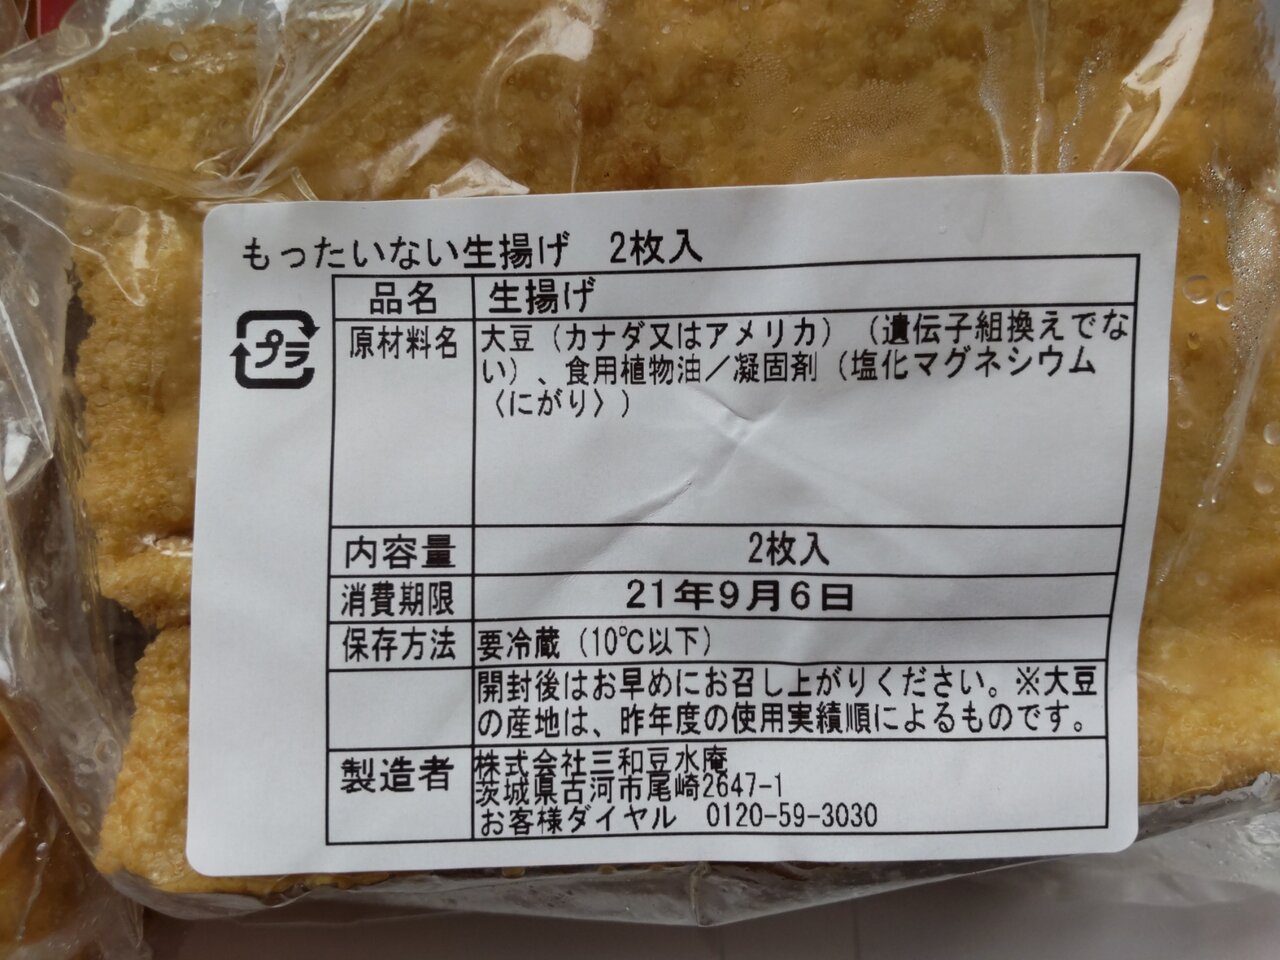 もったいない生揚げ　2枚入
プラ
品名　生揚げ
原材料名　大豆（カナダ又はアメリカ）（遺伝子組換えでな
い）、食用植物油／凝固剤（塩化マグネシウム
〈にがり〉）
内容量　2枚入
消費期限　21年9月6日
保存方法　要冷蔵（10℃以下）
開封後はお早めにお召し上がりください。※大豆
の産地は、昨年度の使用実績順によるものです。
製造者　株式会社三和豆水庵
茨城県古河市尾崎2647-1
お客様ダイヤル　0120-59-3030